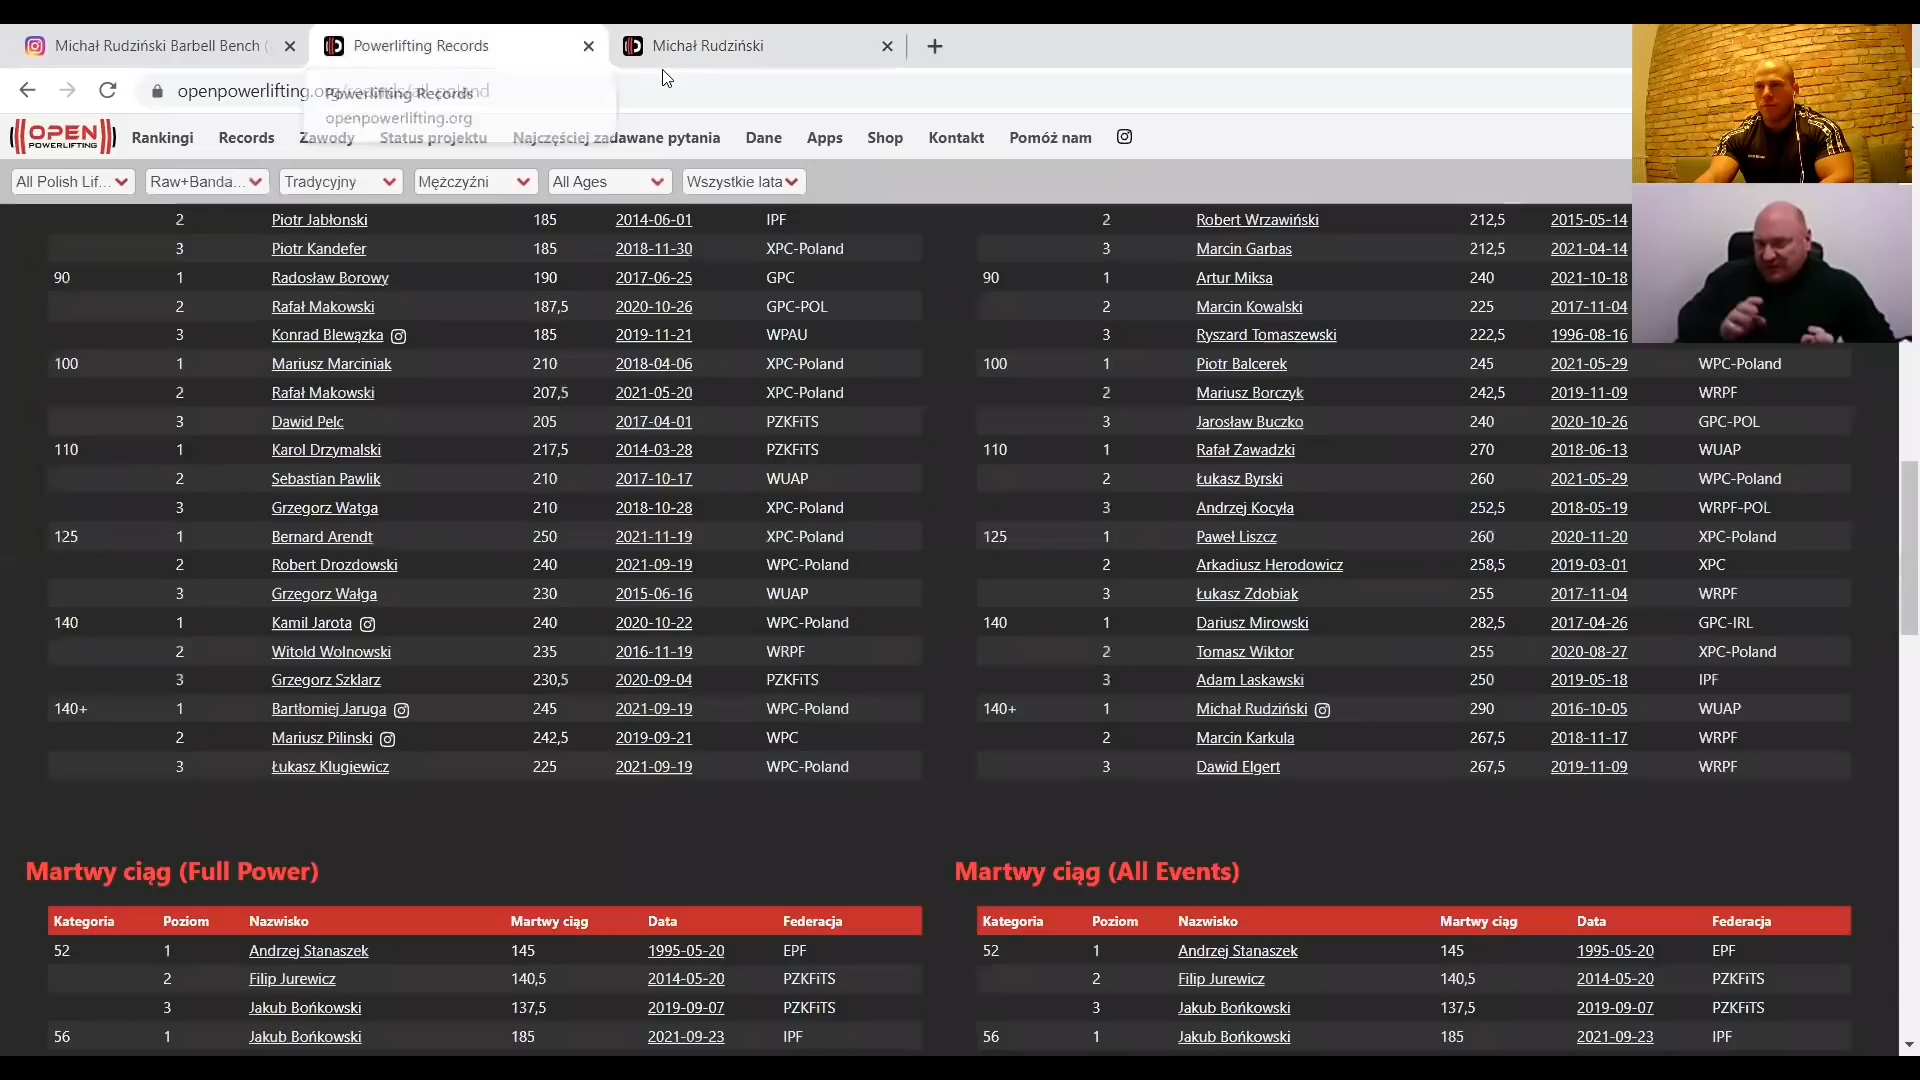 Michał Rudziński Barbell Bench (
Powerlifting Records
Michał Rudziński
openpowerlifting.
Powerlifting Records
openpowerlifting.org
OPEN
POWERLIFTING
Rankingi Records Zawody Status projektu Najczęściej zadawane pytania Dane Apps Shop Kontakt Pomóż nam
All Polish Lif... Raw+Banda... Tradycyjny Mężczyźni All Ages Wszystkie lata
2 Piotr Jabłonski 185 2014-06-01 IPF
3 Piotr Kandefer 185 2018-11-30 XPC-Poland
90 1 Radosław Borowy 190 2017-06-25 GPC
2 Rafał Makowski 187,5 2020-10-26 GPC-POL
3 Konrad Blewązka 185 2019-11-21 WPAU
100 1 Mariusz Marciniak 210 2018-04-06 XPC-Poland
2 Rafał Makowski 207,5 2021-05-20 XPC-Poland
3 Dawid Pelc 205 2017-04-01 PZKFiTS
110 1 Karol Drzymalski 217,5 2014-03-28 PZKFiTS
2 Sebastian Pawlik 210 2017-10-17 WUAP
3 Grzegorz Watga 210 2018-10-28 XPC-Poland
125 1 Bernard Arendt 250 2021-11-19 XPC-Poland
2 Robert Drozdowski 240 2021-09-19 WPC-Poland
3 Grzegorz Wałga 230 2015-06-16 WUAP
140 1 Kamil Jarota 240 2020-10-22 WPC-Poland
2 Witold Wolnowski 235 2016-11-19 WRPF
3 Grzegorz Szklarz 230,5 2020-09-04 PZKFiTS
140+ 1 Bartłomiej Jaruga 245 2021-09-19 WPC-Poland
2 Mariusz Pilinski 242,5 2019-09-21 WPC
3 Łukasz Klugiewicz 225 2021-09-19 WPC-Poland
2 Robert Wrzawiński 212,5 2015-05-14
3 Marcin Garbas 212,5 2021-04-14
90 1 Artur Miksa 240 2021-10-18
2 Marcin Kowalski 225 2017-11-04
3 Ryszard Tomaszewski 222,5 1996-08-16
100 1 Piotr Balcerek 245 2021-05-29 WPC-Poland
2 Mariusz Borczyk 242,5 2019-11-09 WRPF
3 Jarosław Buczko 240 2020-10-26 GPC-POL
110 1 Rafał Zawadzki 270 2018-06-13 WUAP
2 Łukasz Byrski 260 2021-05-29 WPC-Poland
3 Andrzej Kocyła 252,5 2018-05-19 WRPF-POL
125 1 Paweł Liszcz 260 2020-11-20 XPC-Poland
2 Arkadiusz Herodowicz 258,5 2019-03-01 XPC
3 Łukasz Zdobiak 255 2017-11-04 WRPF
140 1 Dariusz Mirowski 282,5 2017-04-26 GPC-IRL
2 Tomasz Wiktor 255 2020-08-27 XPC-Poland
3 Adam Laskawski 250 2019-05-18 IPF
140+ 1 Michał Rudziński 290 2016-10-05 WUAP
2 Marcin Karkula 267,5 2018-11-17 WRPF
3 Dawid Elgert 267,5 2019-11-09 WRPF
Martwy ciąg (Full Power)
Kategoria Poziom Nazwisko Martwy ciąg Data Federacja
52 1 Andrzej Stanaszek 145 1995-05-20 EPF
2 Filip Jurewicz 140,5 2014-05-20 PZKFiTS
3 Jakub Bońkowski 137,5 2019-09-07 PZKFiTS
56 1 Jakub Bońkowski 185 2021-09-23 IPF
Martwy ciąg (All Events)
Kategoria Poziom Nazwisko Martwy ciąg Data Federacja
52 1 Andrzej Stanaszek 145 1995-05-20 EPF
2 Filip Jurewicz 140,5 2014-05-20 PZKFiTS
3 Jakub Bońkowski 137,5 2019-09-07 PZKFiTS
56 1 Jakub Bońkowski 185 2021-09-23 IPF